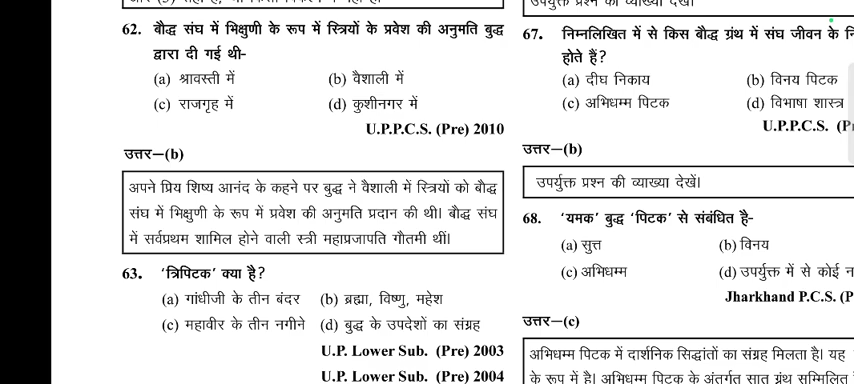 62. बौद्ध संघ में भिक्षुणी के रूप में स्त्रियों के प्रवेश की अनुमति बुद्ध
द्वारा दी गई थी-
(a) श्रावस्ती में (b) वैशाली में
(c) राजगृह में (d) कुशीनगर में
U.P.P.C.S. (Pre) 2010
उत्तर—(b)
अपने प्रिय शिष्य आनंद के कहने पर बुद्ध ने वैशाली में स्त्रियों को बौद्ध
संघ में भिक्षुणी के रूप में प्रवेश की अनुमति प्रदान की थी। बौद्ध संघ
में सर्वप्रथम शामिल होने वाली स्त्री महाप्रजापति गौतमी थीं।
63. 'त्रिपिटक' क्या है?
(a) गांधीजी के तीन बंदर (b) ब्रह्मा, विष्णु, महेश
(c) महावीर के तीन नगीने (d) बुद्ध के उपदेशों का संग्रह
U.P. Lower Sub. (Pre) 2003
U.P. Lower Sub. (Pre) 2004
67. निम्नलिखित में से किस बौद्ध ग्रंथ में संघ जीवन के
होते हैं?
(a) दीघ निकाय (b) विनय पिटक
(c) अभिधम्म पिटक (d) विभाषा शास्त्र
U.P.P.C.S.
उत्तर—(b)
उपर्युक्त प्रश्न की व्याख्या देखें।
68. 'यमक' बुद्ध 'पिटक' से संबंधित है-
(a) सुत्त (b) विनय
(c) अभिधम्म (d) उपर्युक्त में से कोई
Jharkhand P.C.S.
उत्तर—(c)
अभिधम्म पिटक में दार्शनिक सिद्धांतों का संग्रह मिलता है। यह
के रूप में है। अभिधम्म पिटक के अंतर्गत सात ग्रंथ सम्मिलित